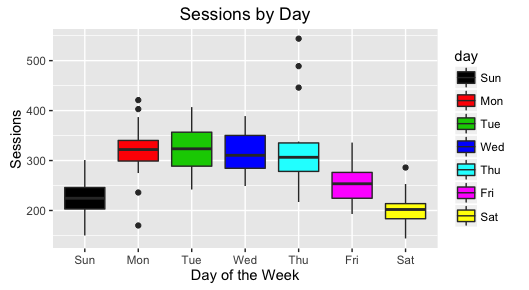 Sessions by Day
Sessions
500
400
300
200
Sun Mon Tue Wed Thu Fri Sat
Day of the Week
day
Sun
Mon
Tue
Wed
Thu
Fri
Sat